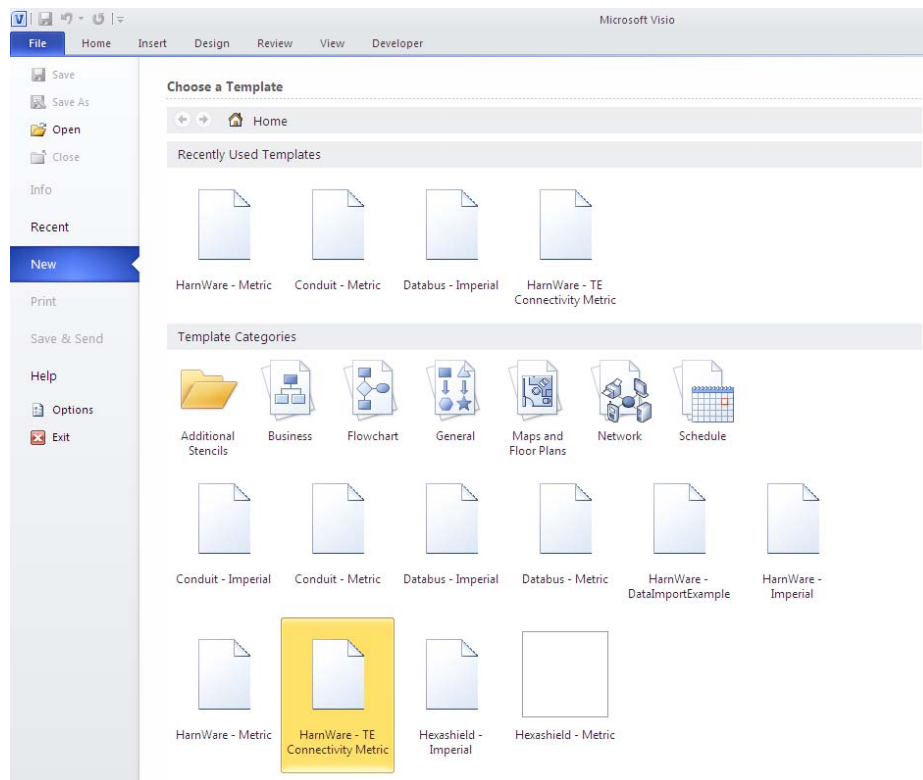 Microsoft Visio
File Home Insert Design Review View Developer
Save
Save As
Open
Close
Info
Recent
New
Print
Save & Send
Help
Options
Exit
Choose a Template
Home
Recently Used Templates
HarnWare - Metric
Conduit - Metric
Databus - Imperial
HarnWare - TE
Connectivity Metric
Template Categories
Additional
Stencils
Business
Flowchart
General
Maps and
Floor Plans
Network
Schedule
Conduit - Imperial
Conduit - Metric
Databus - Imperial
Databus - Metric
HarnWare -
DataImportExample
HarnWare -
Imperial
HarnWare - Metric
HarnWare - TE
Connectivity Metric
Hexashield -
Imperial
Hexashield - Metric